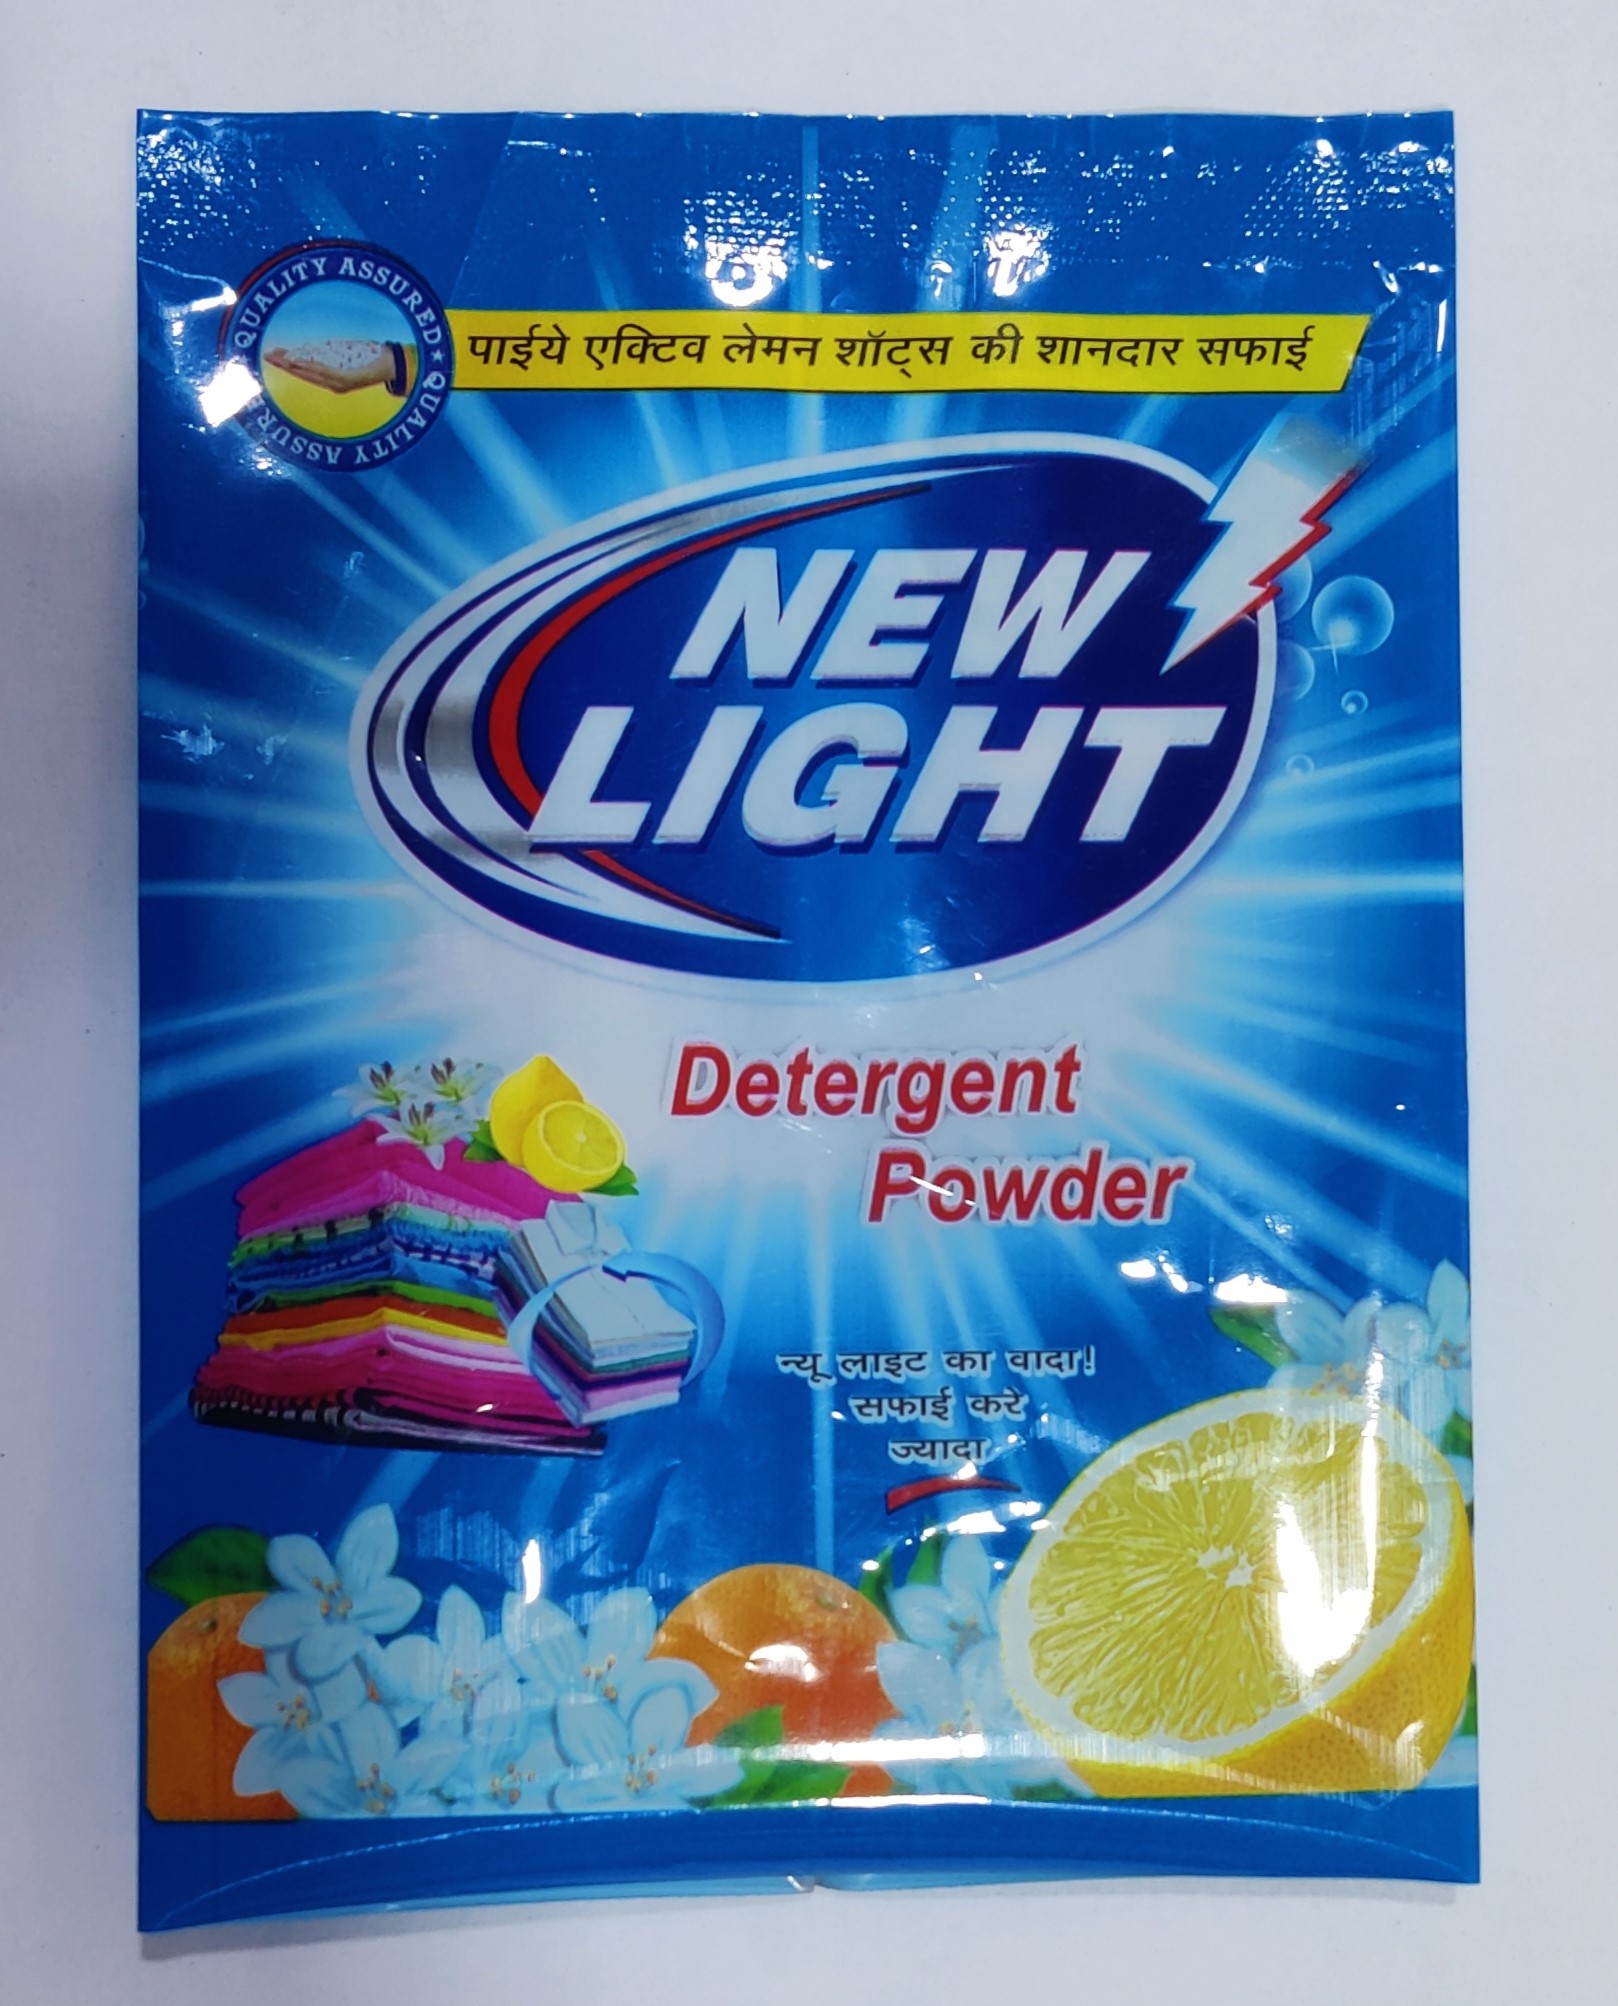 QUALITY ASSURED ★ QUALITY ASSURED
पाईये एक्टिव लेमन शॉट्स की शानदार सफाई
NEW
LIGHT
Detergent
Powder
न्यू लाइट का वादा!
सफाई करे
ज्यादा